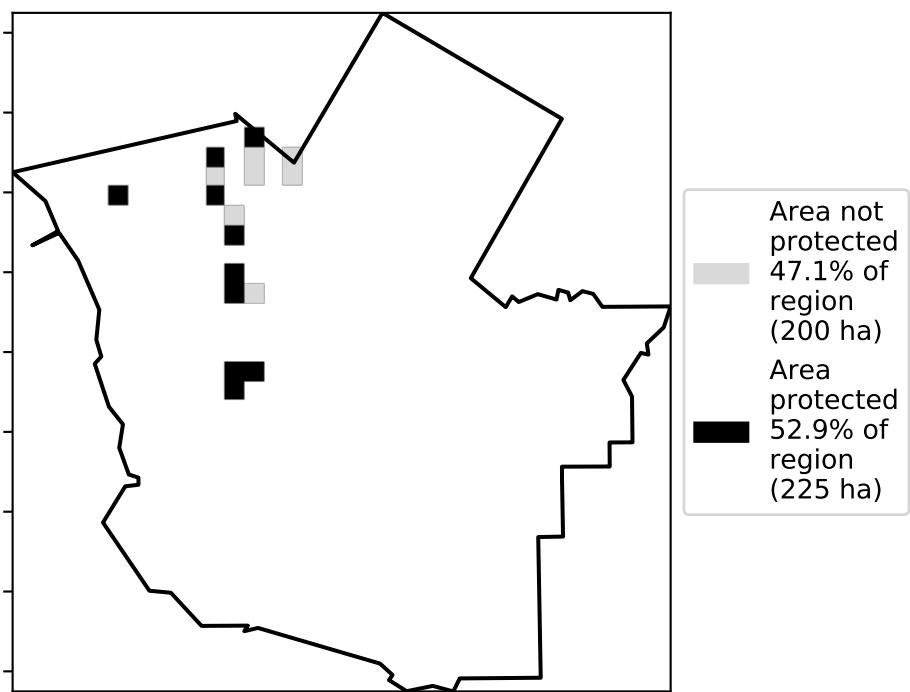 Area not
protected
47.1% of
region
(200 ha)
Area
protected
52.9% of
region
(225 ha)